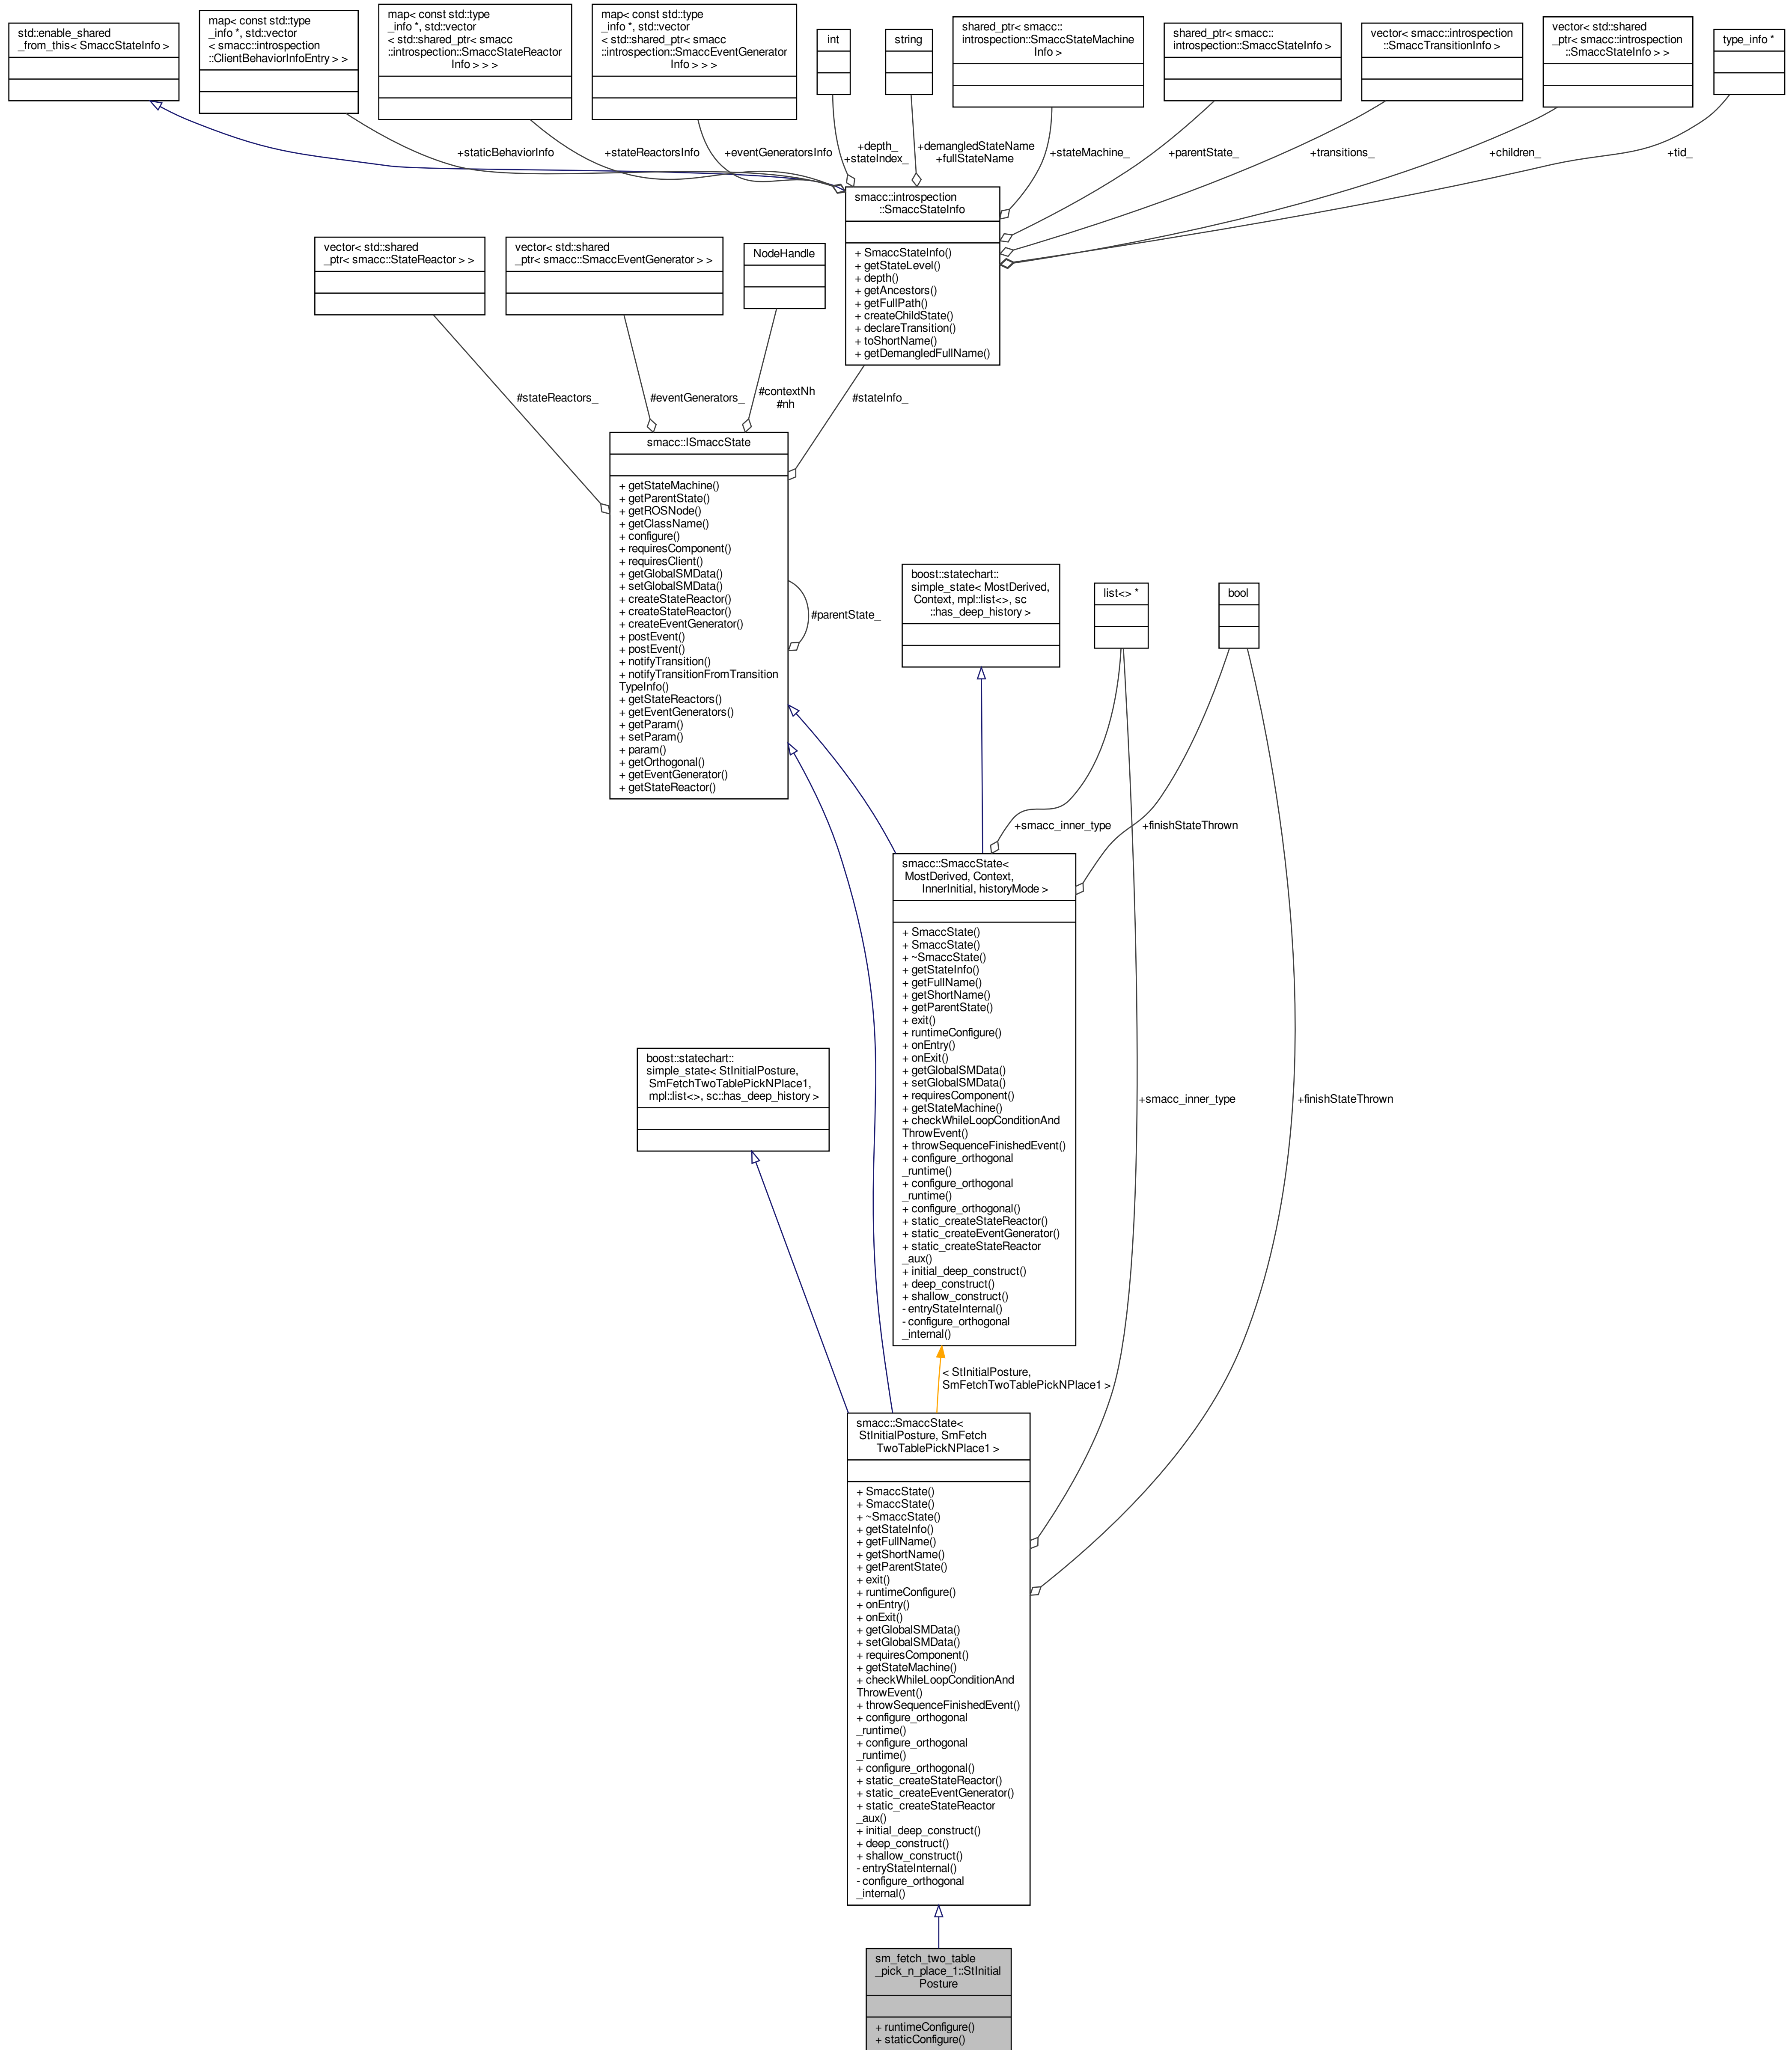 std::enable_shared
_from_this< SmaccStateInfo >
map< const std::type
_info *, std::vector
< smacc::introspection
::ClientBehaviorInfoEntry > >
map< const std::type
_info *, std::vector
< std::shared_ptr< smacc
::introspection::SmaccStateReactor
Info > > >
map< const std::type
_info *, std::vector
< std::shared_ptr< smacc
::introspection::SmaccEventGenerator
Info > > >
int
string
shared_ptr< smacc::
introspection::SmaccStateMachine
Info >
shared_ptr< smacc::
introspection::SmaccStateInfo >
vector< smacc::introspection
::SmaccTransitionInfo >
vector< std::shared
_ptr< smacc::introspection
::SmaccStateInfo > >
type_info *
+staticBehaviorInfo
+stateReactorsInfo
+eventGeneratorsInfo
+depth_
+stateIndex_
+demangledStateName
+fullStateName
+stateMachine_
+parentState_
+transitions_
+children_
+tid_
smacc::introspection
::SmaccStateInfo
+ SmaccStateInfo()
+ getStateLevel()
+ depth()
+ getAncestors()
+ getFullPath()
+ createChildState()
+ declareTransition()
+ toShortName()
+ getDemangledFullName()
vector< std::shared
_ptr< smacc::StateReactor > >
vector< std::shared
_ptr< smacc::SmaccEventGenerator > >
NodeHandle
#stateReactors_
#eventGenerators_
#contextNh
#nh
#stateInfo_
smacc::ISmaccState
+ getStateMachine()
+ getParentState()
+ getROSNode()
+ getClassName()
+ configure()
+ requiresComponent()
+ requiresClient()
+ getGlobalSMData()
+ setGlobalSMData()
+ createStateReactor()
+ createStateReactor()
+ createEventGenerator()
+ postEvent()
+ postEvent()
+ notifyTransition()
+ notifyTransitionFromTransition
TypeInfo()
+ getStateReactors()
+ getEventGenerators()
+ getParam()
+ setParam()
+ param()
+ getOrthogonal()
+ getEventGenerator()
+ getStateReactor()
#parentState_
boost::statechart::
simple_state< MostDerived,
Context, mpl::list<>, sc
::has_deep_history >
list<> *
bool
+smacc_inner_type
+finishStateThrown
smacc::SmaccState<
MostDerived, Context,
InnerInitial, historyMode >
+ SmaccState()
+ SmaccState()
+ ~SmaccState()
+ getStateInfo()
+ getFullName()
+ getShortName()
+ getParentState()
+ exit()
+ runtimeConfigure()
+ onEntry()
+ onExit()
+ getGlobalSMData()
+ setGlobalSMData()
+ requiresComponent()
+ getStateMachine()
+ checkWhileLoopConditionAnd
ThrowEvent()
+ throwSequenceFinishedEvent()
+ configure_orthogonal
_runtime()
+ configure_orthogonal
_runtime()
+ configure_orthogonal()
+ static_createStateReactor()
+ static_createEventGenerator()
+ static_createStateReactor
_aux()
+ initial_deep_construct()
+ deep_construct()
+ shallow_construct()
- entryStateInternal()
- configure_orthogonal
_internal()
boost::statechart::
simple_state< StInitialPosture,
SmFetchTwoTablePickNPlace1,
mpl::list<>, sc::has_deep_history >
+smacc_inner_type
+finishStateThrown
< StInitialPosture,
SmFetchTwoTablePickNPlace1 >
smacc::SmaccState<
StInitialPosture, SmFetch
TwoTablePickNPlace1 >
+ SmaccState()
+ SmaccState()
+ ~SmaccState()
+ getStateInfo()
+ getFullName()
+ getShortName()
+ getParentState()
+ exit()
+ runtimeConfigure()
+ onEntry()
+ onExit()
+ getGlobalSMData()
+ setGlobalSMData()
+ requiresComponent()
+ getStateMachine()
+ checkWhileLoopConditionAnd
ThrowEvent()
+ throwSequenceFinishedEvent()
+ configure_orthogonal
_runtime()
+ configure_orthogonal
_runtime()
+ configure_orthogonal()
+ static_createStateReactor()
+ static_createEventGenerator()
+ static_createStateReactor
_aux()
+ initial_deep_construct()
+ deep_construct()
+ shallow_construct()
- entryStateInternal()
- configure_orthogonal
_internal()
sm_fetch_two_table
_pick_n_place_1::StInitial
Posture
+ runtimeConfigure()
+ staticConfigure()